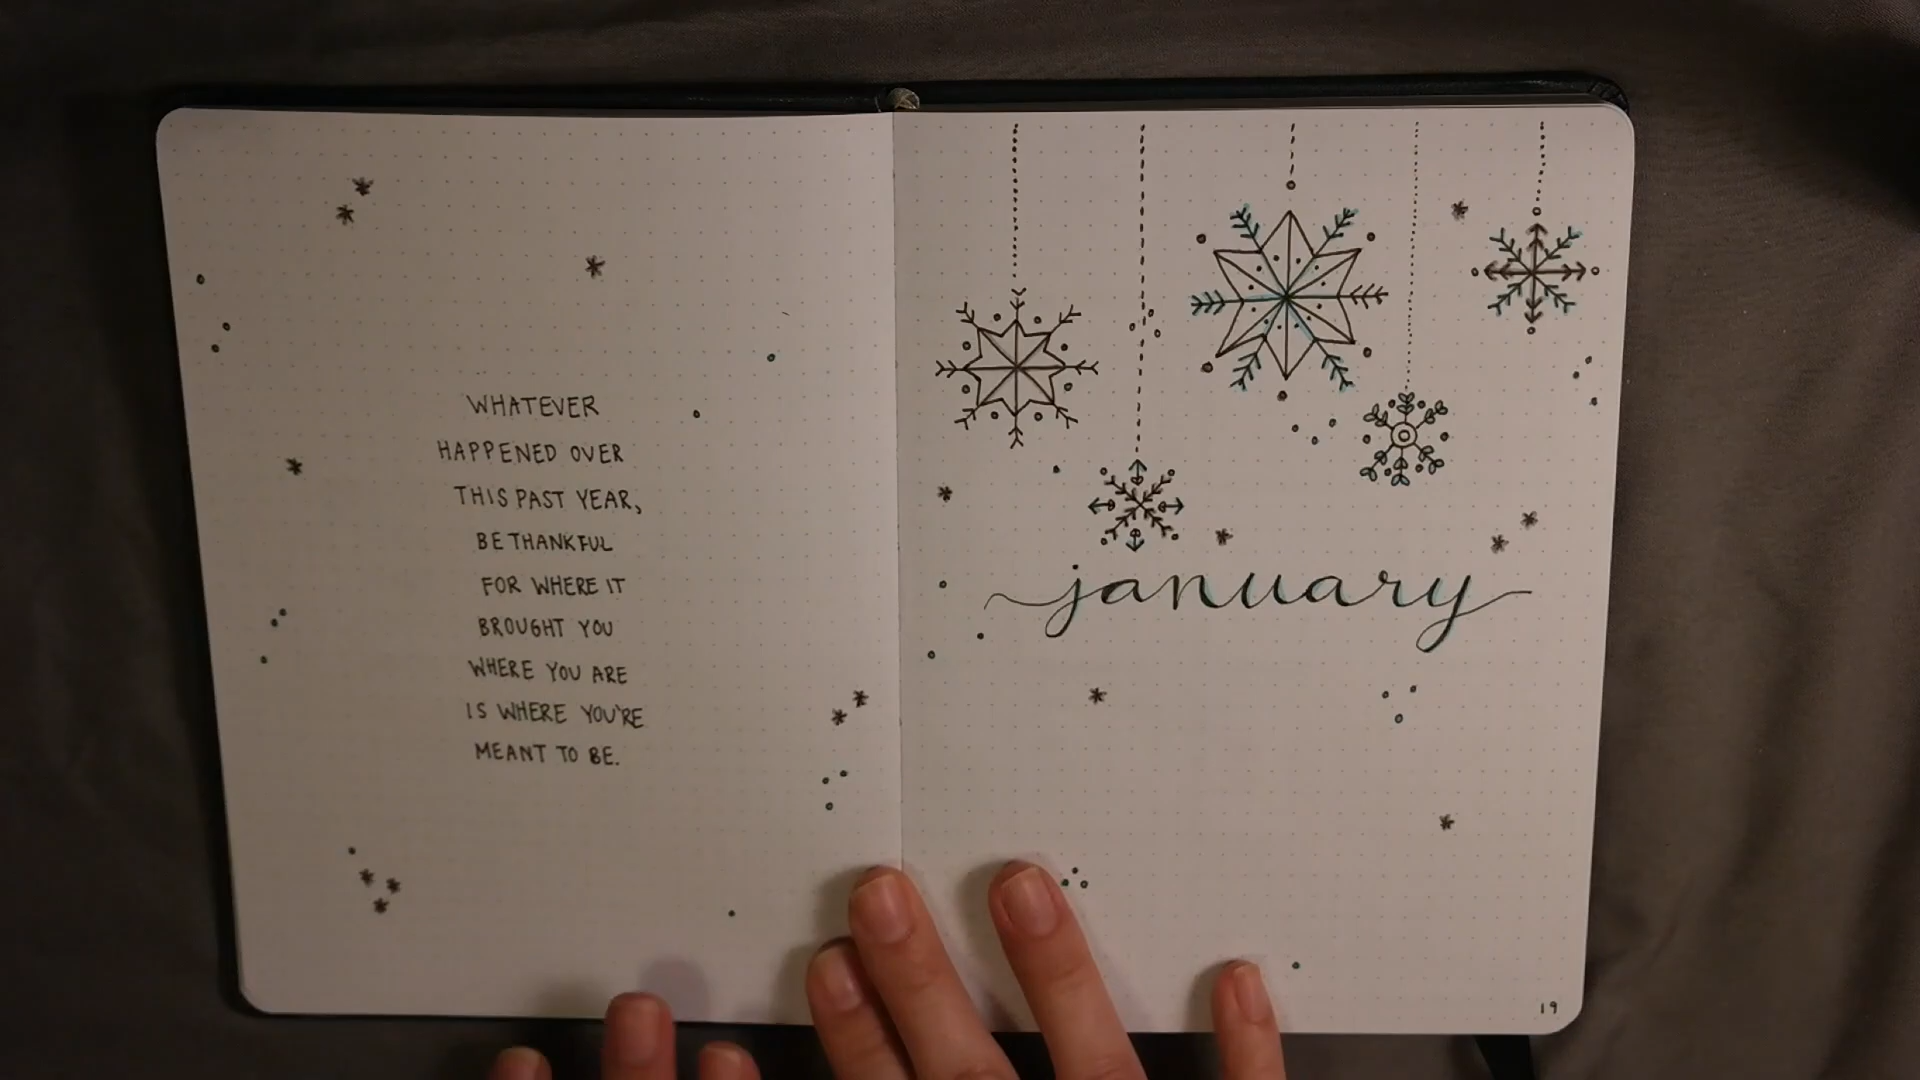 WHATEVER
HAPPENED OVER
THIS PAST YEAR,
BE THANKFUL
FOR WHERE IT
BROUGHT YOU
WHERE YOU ARE
IS WHERE YOU'RE
MEANT TO BE.
january
19